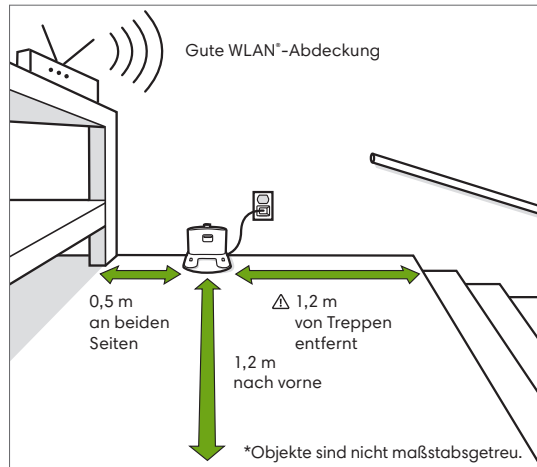 Gute WLAN*-Abdeckung
0,5 m
an beiden
Seiten
1,2 m
von Treppen
entfernt
1,2 m
nach vorne
*Objekte sind nicht maßstabsgetreu.